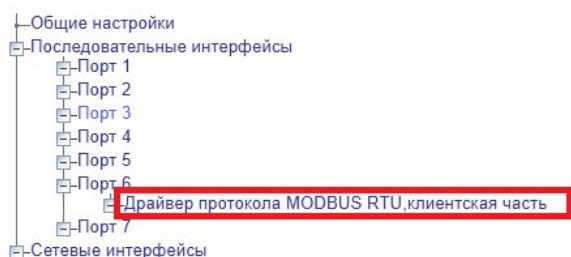 Общие настройки
Последовательные интерфейсы
Порт 1
Порт 2
Порт 3
Порт 4
Порт 5
Порт 6
Драйвер протокола MODBUS RTU,клиентская часть
Порт 7
Сетевые интерфейсы